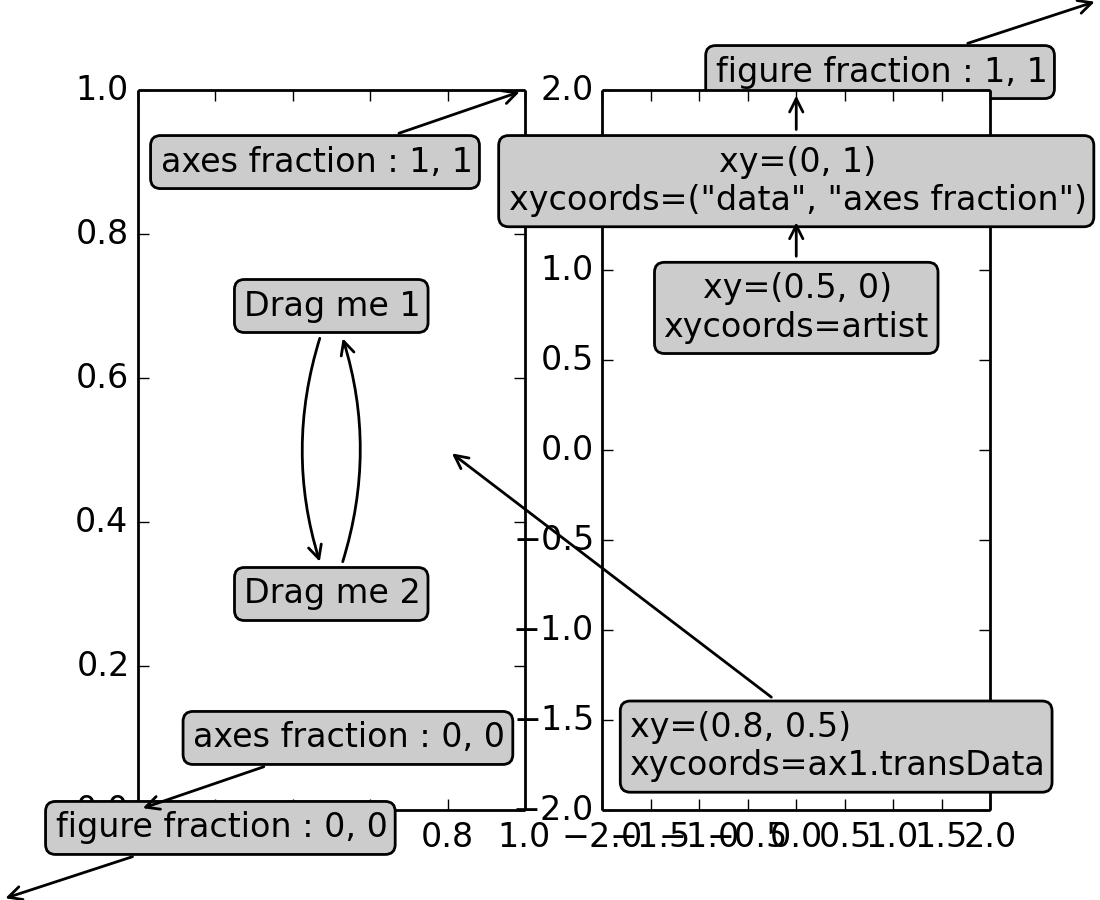 figure fraction : 1, 1
1.0
2.0
axes fraction : 1, 1
xy=(0, 1)
xycoords=("data", "axes fraction")
0.8
1.0
Drag me 1
xy=(0.5, 0)
xycoords=artist
0.6
0.5
0.0
0.4
−0.5
Drag me 2
−1.0
0.2
axes fraction : 0, 0
−1.5
xy=(0.8, 0.5)
xycoords=ax1.transData
−2.0
figure fraction : 0, 0
0.8
1.0
−2.0
−1.5
−1.0
−0.5
0.0
0.5
1.0
1.5
2.0